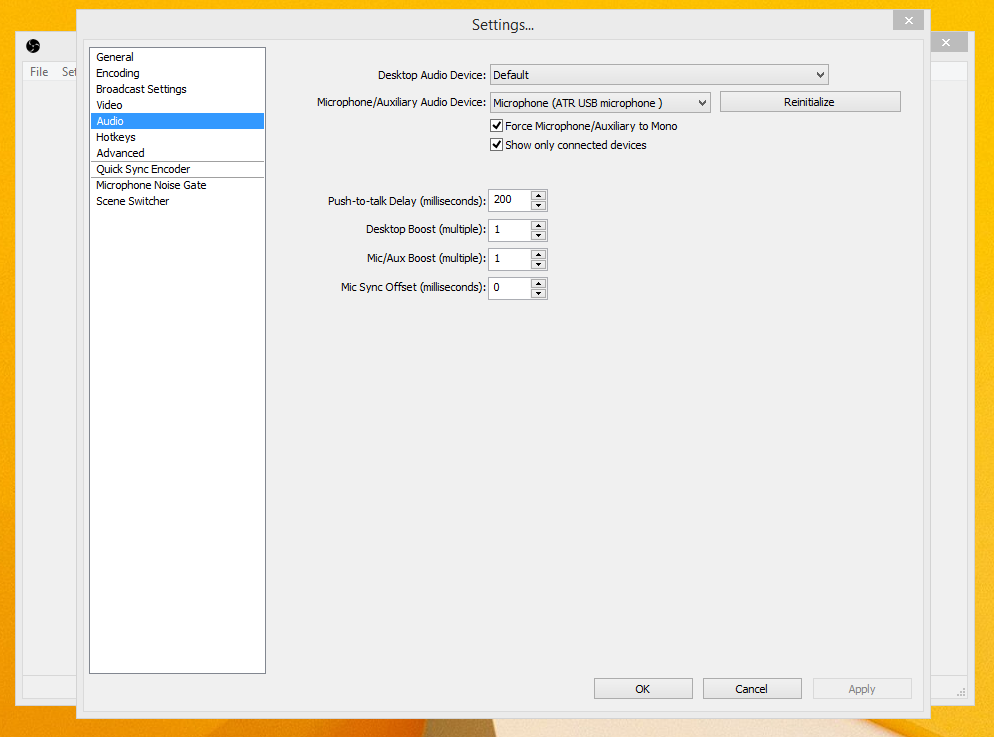 Settings...
File Set
General
Encoding
Broadcast Settings
Video
Audio
Hotkeys
Advanced
Quick Sync Encoder
Microphone Noise Gate
Scene Switcher
Desktop Audio Device: Default
Microphone/Auxiliary Audio Device: Microphone (ATR USB microphone ) Reinitialize
Force Microphone/Auxiliary to Mono
Show only connected devices
Push-to-talk Delay (milliseconds): 200
Desktop Boost (multiple): 1
Mic/Aux Boost (multiple): 1
Mic Sync Offset (milliseconds): 0
OK Cancel Apply